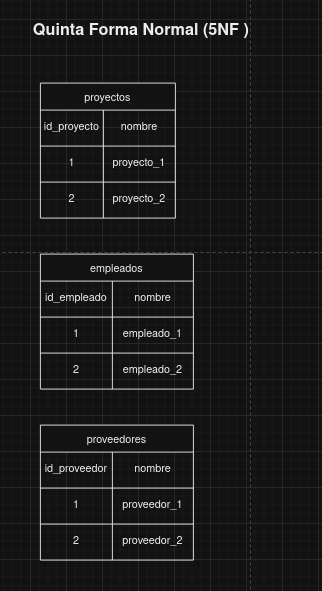 Quinta Forma Normal (5NF )
proyectos
id_proyecto nombre
1 proyecto_1
2 proyecto_2
empleados
id_empleado nombre
1 empleado_1
2 empleado_2
proveedores
id_proveedor nombre
1 proveedor_1
2 proveedor_2